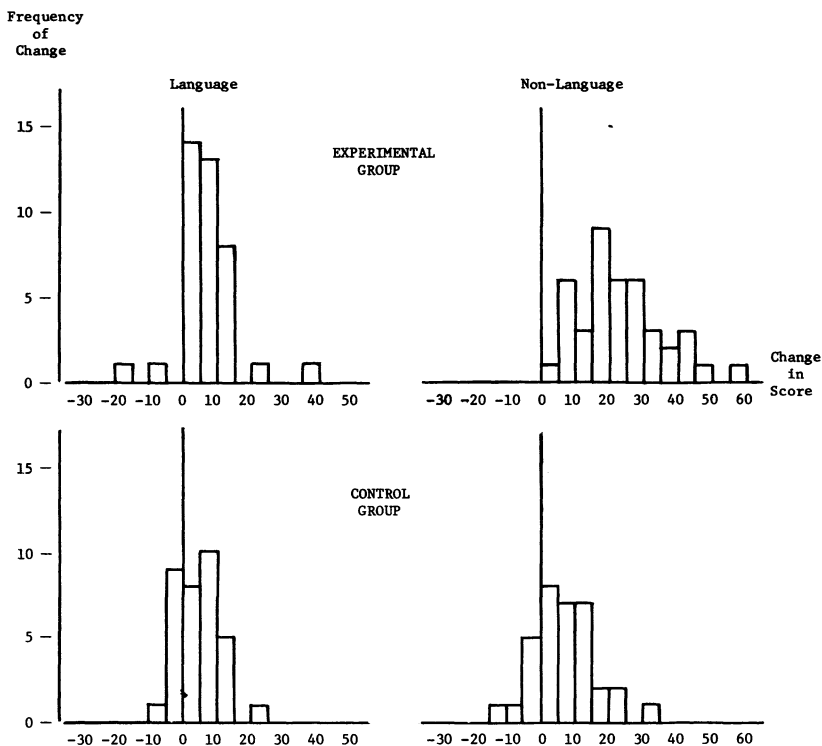 Frequency
of
Change
Language
Non-Language
15
EXPERIMENTAL
GROUP
10
5
Change
in
Score
0
-30 -20 -10 0 10 20 30 40 50
-30 -20 -10 0 10 20 30 40 50 60
15
CONTROL
GROUP
10
5
0
-30 -20 -10 0 10 20 30 40 50
-30 -20 -10 0 10 20 30 40 50 60